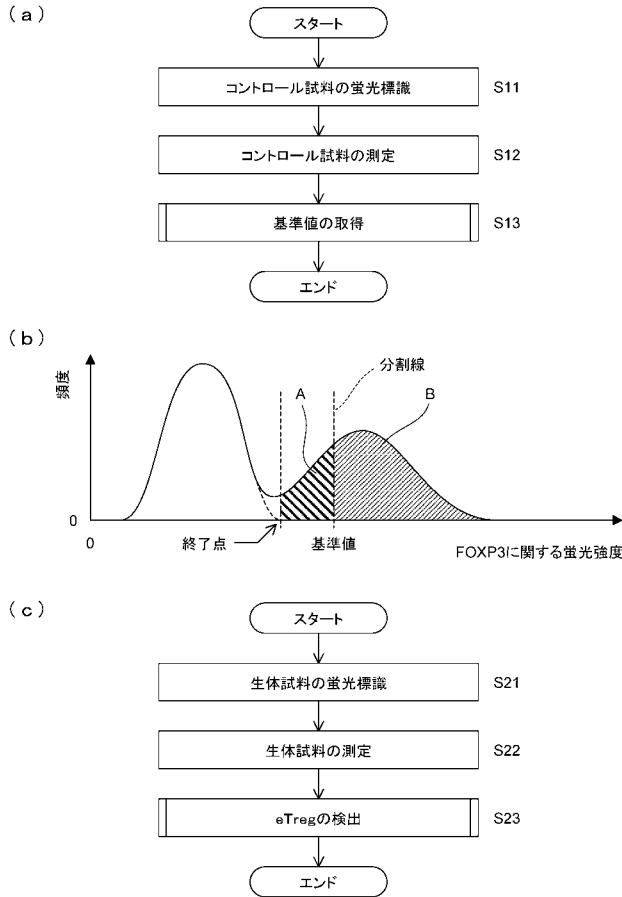 (a)
スタート
コントロール試料の蛍光標識
S11
コントロール試料の測定
S12
基準値の取得
S13
エンド
(b)
頻度
分割線
A
B
0
0
終了点
基準値
FOXP3に関する蛍光強度
(c)
スタート
生体試料の蛍光標識
S21
生体試料の測定
S22
eTregの検出
S23
エンド